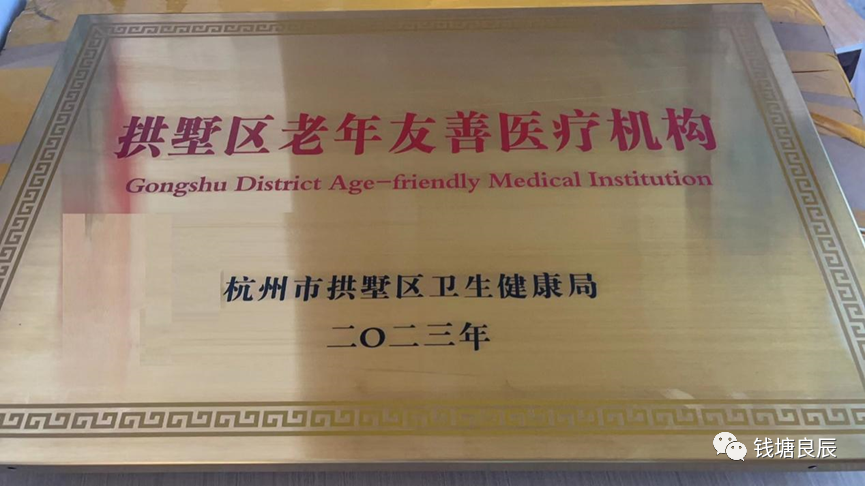 拱墅区老年友善医疗机构
Gongshu District Age-friendly Medical Institution
杭州市拱墅区卫生健康局
二〇二三年
钱塘良辰